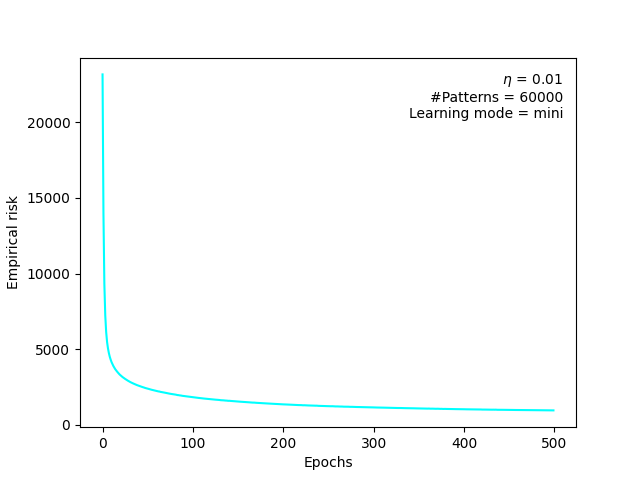 η = 0.01
#Patterns = 60000
Learning mode = mini
Empirical risk
20000
15000
10000
5000
0
0 100 200 300 400 500
Epochs